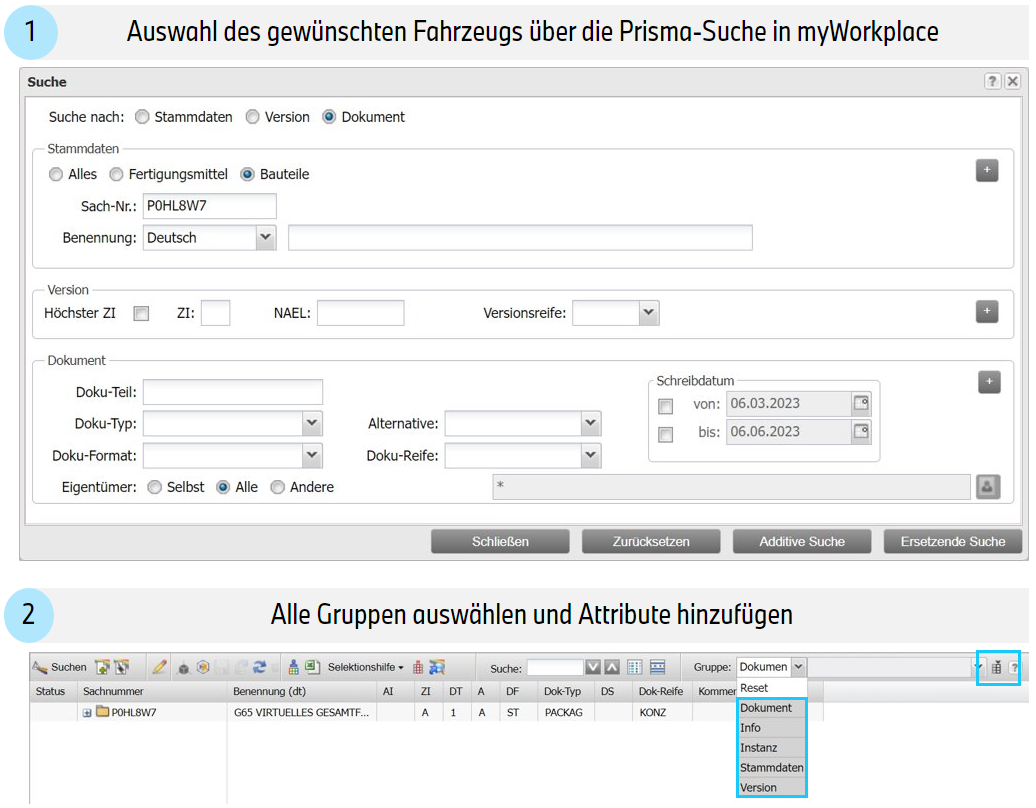 1
Auswahl des gewünschten Fahrzeugs über die Prisma-Suche in myWorkplace
Suche
?
Suche nach: Stammdaten Version Dokument
Stammdaten
Alles Fertigungsmittel Bauteile
+
Sach-Nr.: P0HL8W7
Benennung: Deutsch
Version
Höchster ZI ZI: NAEL: Versionsreife:
+
Dokument
Schreibdatum
+
Doku-Teil: von: 06.03.2023
Doku-Typ: Alternative: bis: 06.06.2023
Doku-Format: Doku-Reife:
Eigentümer: Selbst Alle Andere *
Schließen Zurücksetzen Additive Suche Ersetzende Suche
2
Alle Gruppen auswählen und Attribute hinzufügen
Suchen Selektionshilfe Suche: Gruppe: Dokumen ?
Status Sachnummer Benennung (dt) AI ZI DT A DF Dok-Typ DS Dok-Reife Kommer
Reset
P0HL8W7 G65 VIRTUELLES GESAMTF... A 1 A ST PACKAG KONZ
Dokument
Info
Instanz
Stammdaten
Version